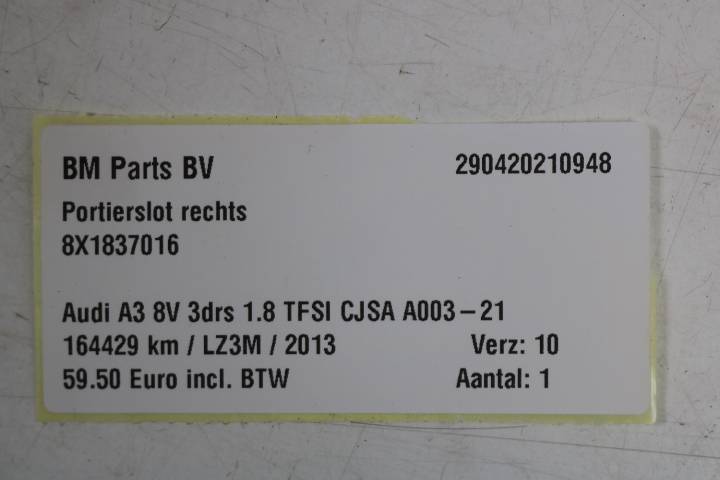 BM Parts BV 290420210948
Portierslot rechts
8X1837016
Audi A3 8V 3drs 1.8 TFSI CJSA A003-21
164429 km / LZ3M / 2013 Verz: 10
59.50 Euro incl. BTW Aantal: 1